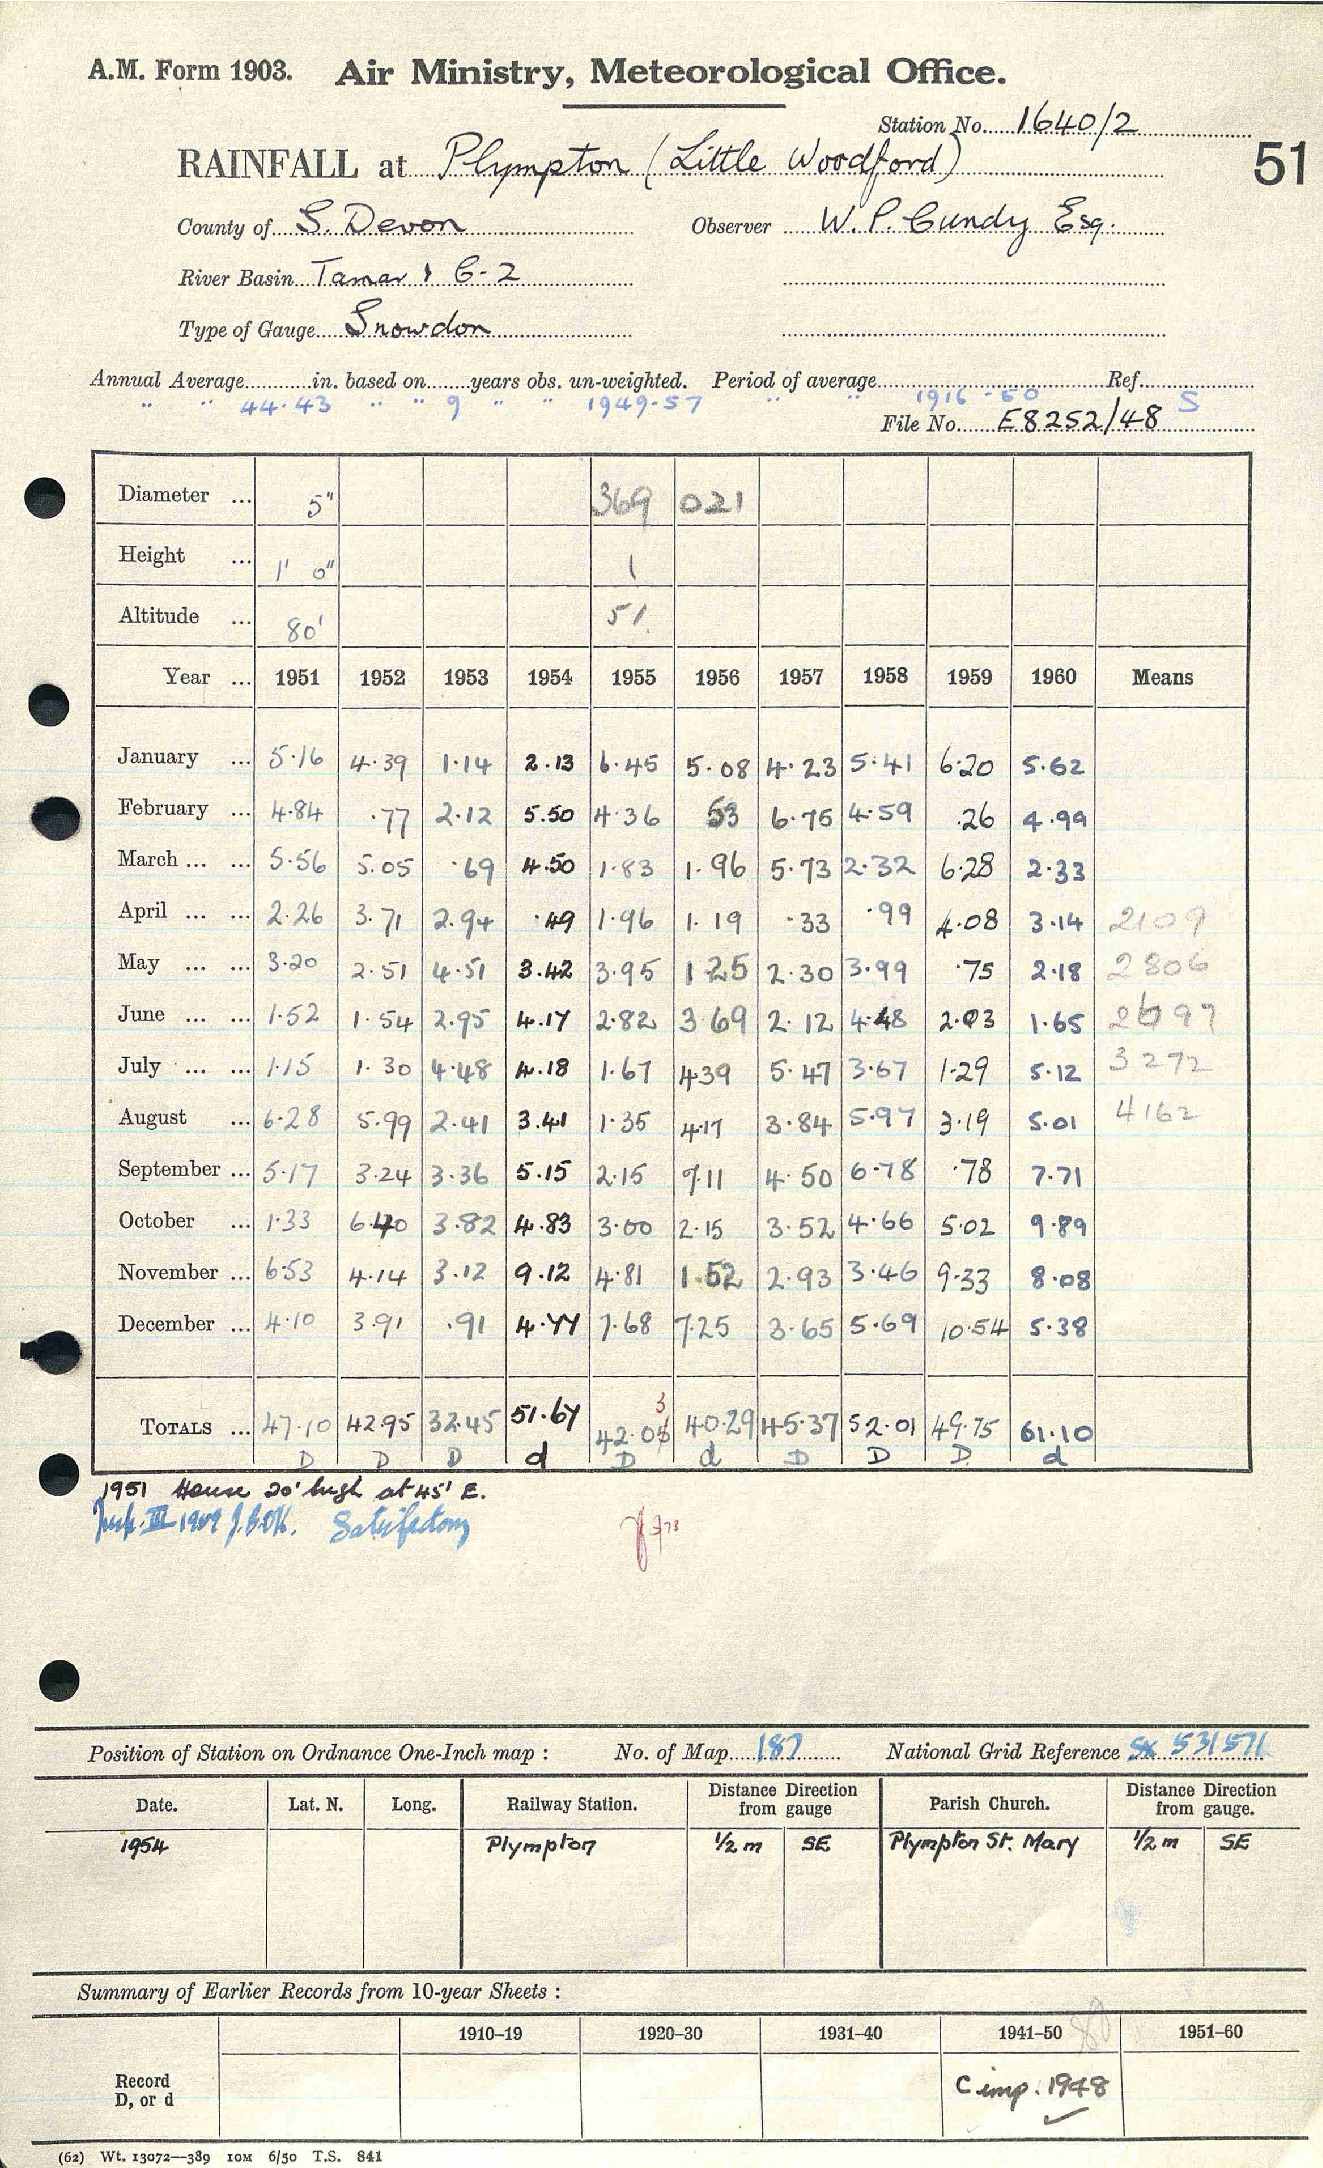 A.M. Form 1903. Air Ministry, Meteorological Office.
Station No. 1640/2
RAINFALL at Plympton (Little Woodford)
51
County of S. Devon Observer W. P. Cundy Esq.
River Basin Tamar & C-2
Type of Gauge Snowdon
Annual Average in. based on years obs. un-weighted. Period of average Ref.
" " 44.43 " " 9 " " 1949-57 " " 1916-50 S
File No. E8252/48
Diameter ... 5" 369 021
Height ... 1' 0" 1
Altitude ... 80' 51
Year ... 1951 1952 1953 1954 1955 1956 1957 1958 1959 1960 Means
January ... 5.16 4.39 1.14 2.13 6.45 5.08 4.23 5.41 6.20 5.62
February ... 4.84 .77 2.12 5.50 4.36 53 6.75 4.59 .26 4.99
March ... ... 5.56 5.05 .69 4.50 1.83 1.96 5.73 2.32 6.28 2.33
April ... ... 2.26 3.71 2.94 .49 1.96 1.19 .33 .99 4.08 3.14 2109
May ... ... 3.20 2.51 4.51 3.42 3.95 1 25 2.30 3.99 .75 2.18 2806
June ... ... 1.52 1.54 2.95 4.17 2.82 3 69 2.12 4.48 2.03 1.65 2697
July ... ... 1.15 1.30 4.48 4.18 1.67 4 39 5.47 3.67 1.29 5.12 3272
August ... 6.28 5.99 2.41 3.41 1.35 4.17 3.84 5.97 3.19 5.01 4162
September ... 5.17 3.24 3.36 5.15 2.15 7.11 4.50 6.78 .78 7.71
October ... 1.33 6.40 3.82 4.83 3.00 2.15 3.52 4.66 5.02 9.89
November ... 6.53 4.14 3.12 9.12 4.81 1.52 2.93 3.46 9.33 8.08
December ... 4.10 3.91 .91 4.77 7.68 7.25 3.65 5.69 10.54 5.38
3
TOTALS ... 47.10 42.95 32.45 51.67 42.05 40.29 45.37 52.01 49.75 61.10
D D D d D d D D D d
1951 House 20' high at 45' E.
Insp. III 1909 Satisfactory
Position of Station on Ordnance One-Inch map : No. of Map 187 National Grid Reference SX 531571
Date. Lat. N. Long. Railway Station. Distance Direction from gauge Parish Church. Distance Direction from gauge.
1954 Plympton 1/2 m SE Plympton St. Mary 1/2 m SE
Summary of Earlier Records from 10-year Sheets :
1910–19 1920–30 1931–40 1941–50 1951–60
Record D, or d C imp. 1948
(62) Wt. 13072—389 10M 6/50 T.S. 841